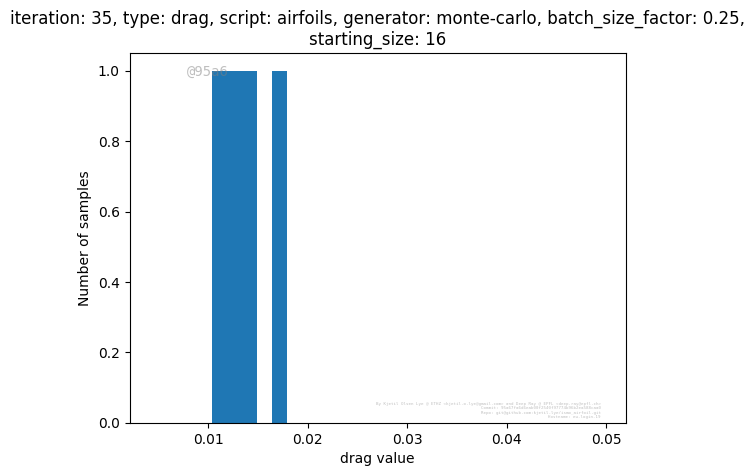 iteration: 35, type: drag, script: airfoils, generator: monte-carlo, batch_size_factor: 0.25,
starting_size: 16
@95a6
1.0
0.8
0.6
0.4
0.2
0.0
Number of samples
0.01
0.02
0.03
0.04
0.05
drag value